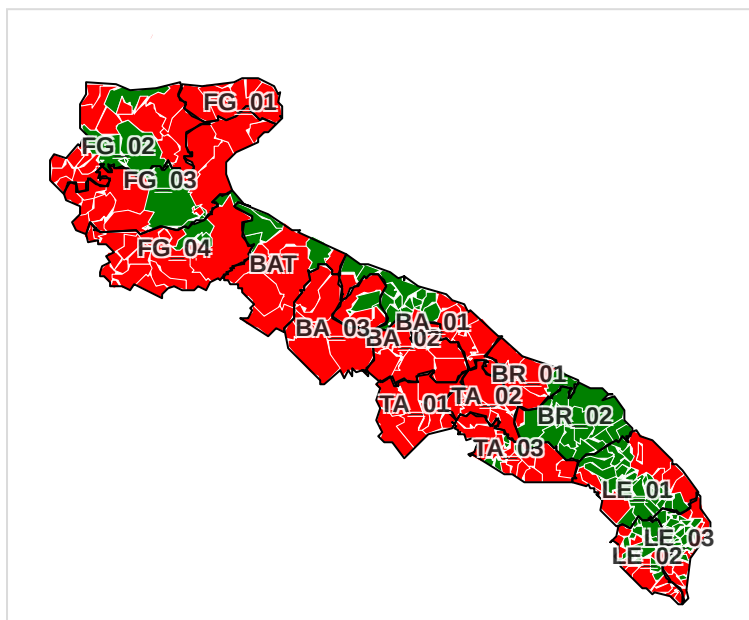 FG_01
FG_02
FG_03
FG_04
BAT
BA_03
BA_01
BA_02
BR_01
TA_02
TA_01
BR_02
TA_03
LE_01
LE_03
LE_02